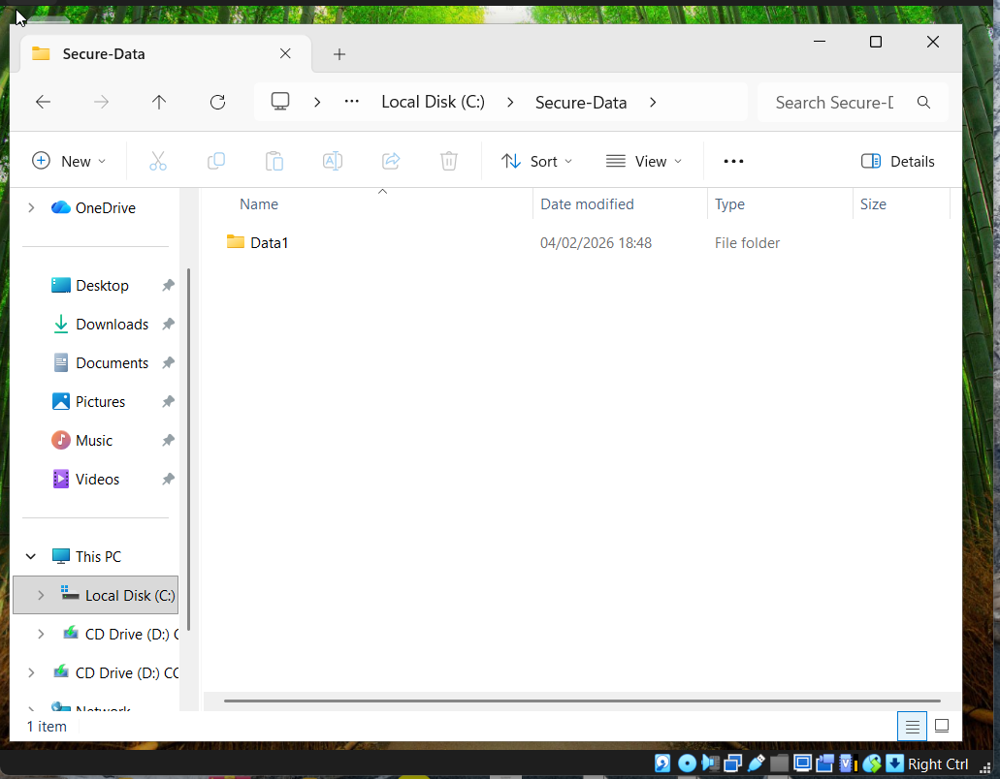 Secure-Data
Local Disk (C:) Secure-Data
Search Secure-D
New Sort View Details
OneDrive
Desktop
Downloads
Documents
Pictures
Music
Videos
This PC
Local Disk (C:)
CD Drive (D:) C
CD Drive (D:) CC
Network
Name Date modified Type Size
Data1 04/02/2026 18:48 File folder
1 item
Right Ctrl